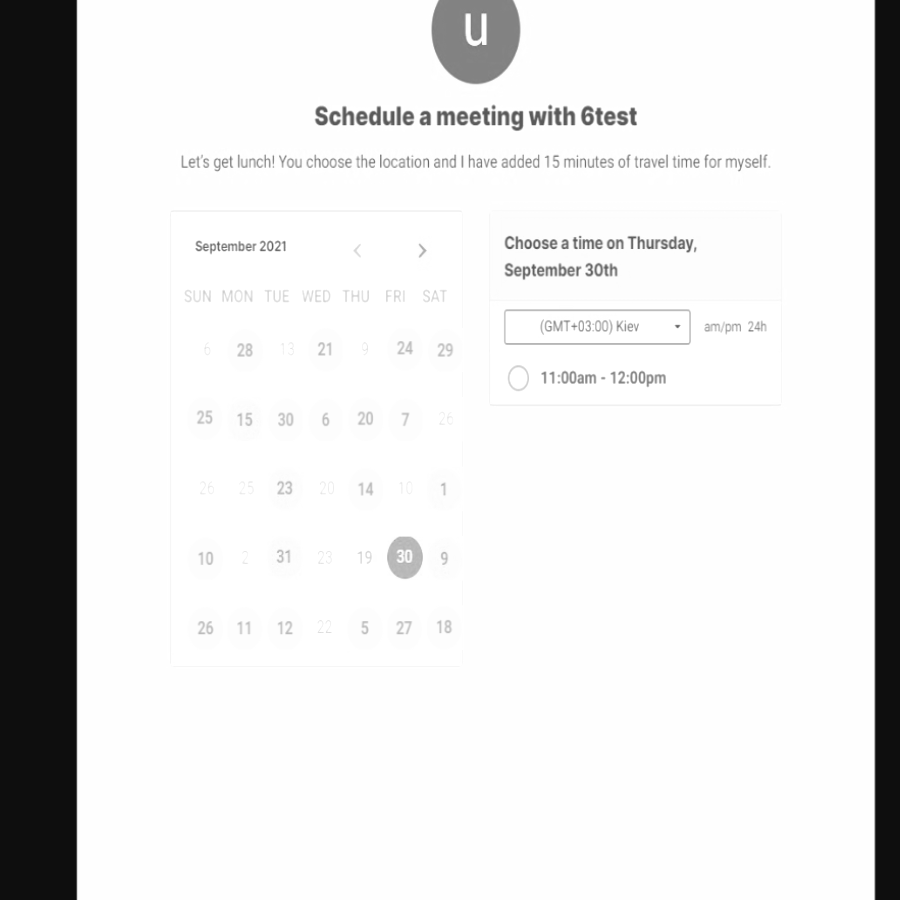 u
Schedule a meeting with 6test
Let's get lunch! You choose the location and I have added 15 minutes of travel time for myself.
September 2021
SUN MON TUE WED THU FRI SAT
6 28 13 21 9 24 29
25 15 30 6 20 7 26
26 25 23 20 14 10 1
10 2 31 23 19 30 9
26 11 12 22 5 27 18
Choose a time on Thursday,
September 30th
(GMT+03:00) Kiev
am/pm 24h
11:00am - 12:00pm